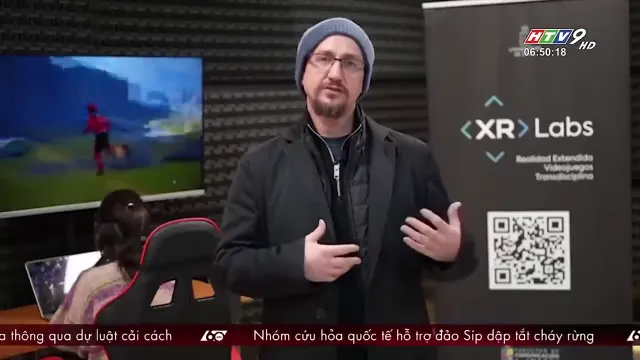 HTV9 HD
06:50:18
<XR> Labs
Realidad Extendida
Videojuegos
Transdisciplina
a thông qua dự luật cải cách
60
Nhóm cứu hỏa quốc tế hỗ trợ đảo Síp dập tắt cháy rừng